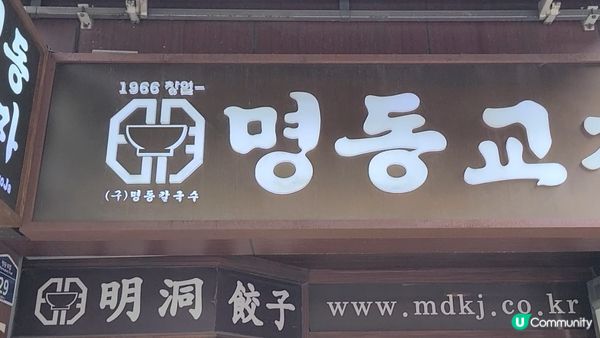 1966 창업-
명동교
(구)명동칼국수
明洞 餃子
www.mdkj.co.kr
29
U Community